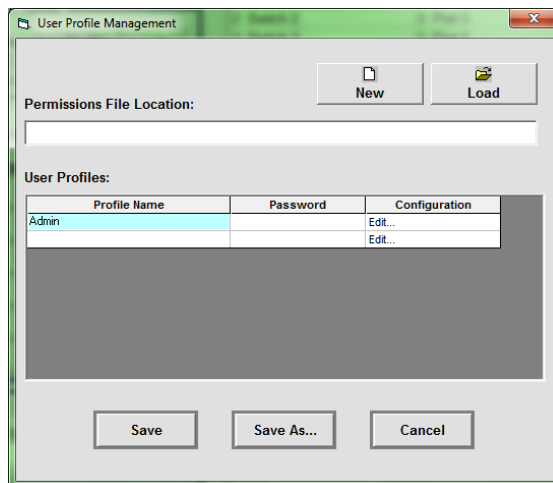 User Profile Management
New
Load
Permissions File Location:
User Profiles:
Profile Name Password Configuration
Admin Edit...
Edit...
Save Save As... Cancel